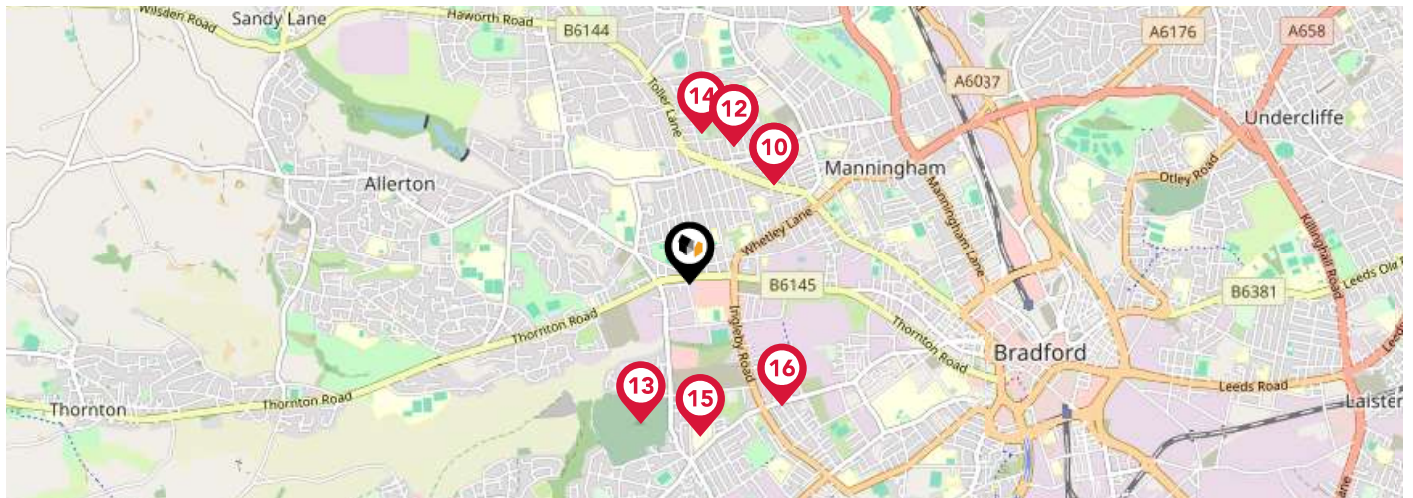 Wilsden Road
Sandy Lane
Haworth Road
B6144
A6176
A658
A6037
Toller Lane
14
12
10
Undercliffe
Manningham
Otley Road
Allerton
Manningham Lane
Whetley Lane
Killinghall Road
B6145
B6381
Leeds Old R
Thornton Road
Ingleby Road
Thornton Road
Bradford
13
15
16
Leeds Road
Leeds
Laister
Thornton
Thornton Road